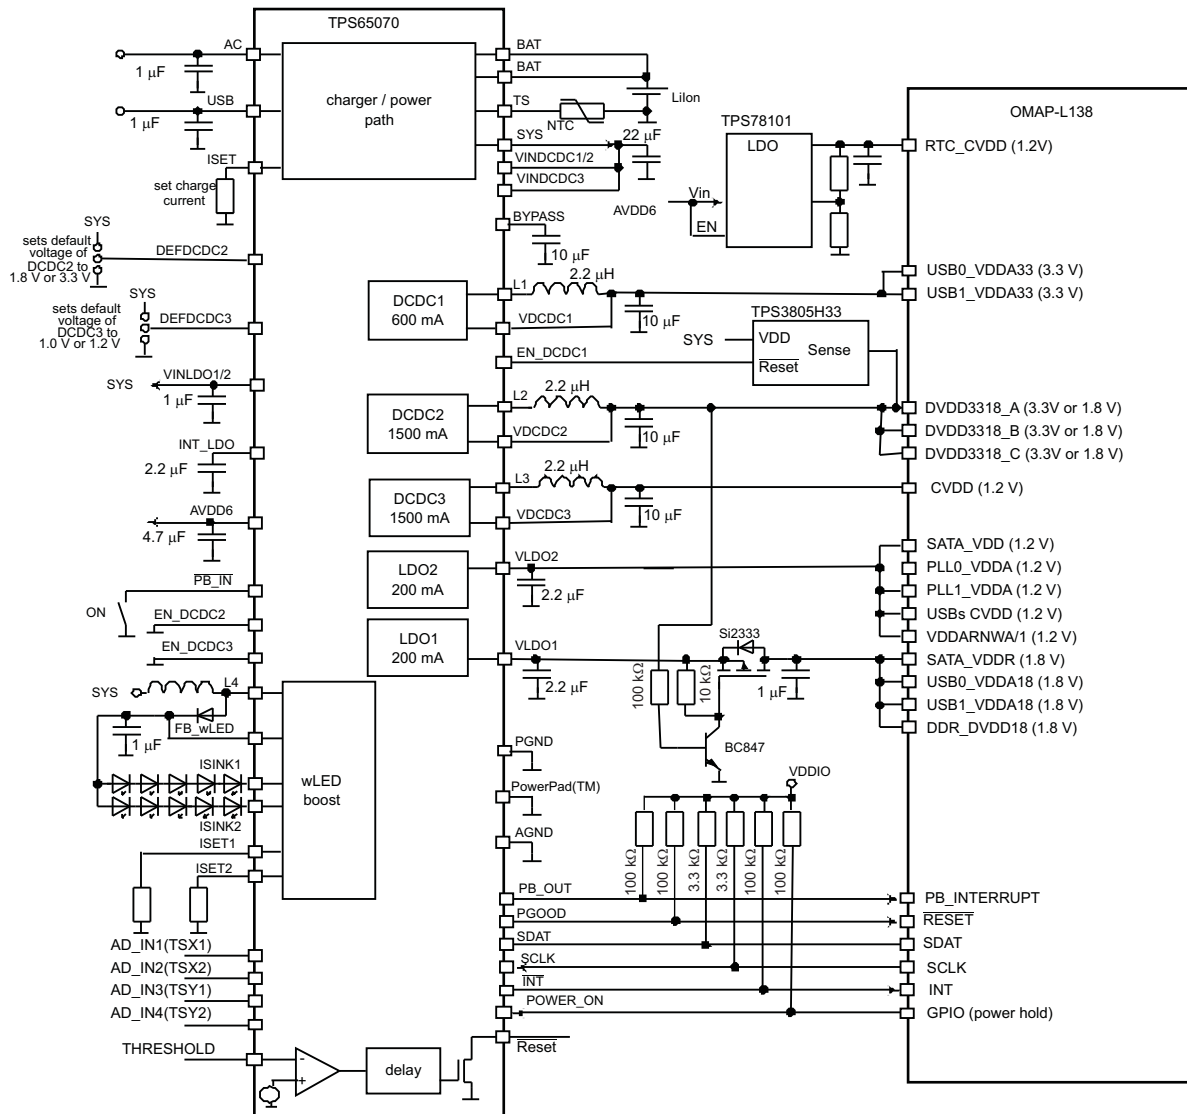 TPS65070
AC
1 μF
USB
1 μF
ISET
set charge
current
charger / power
path
BAT
BAT
TS
NTC
LiIon
SYS
22 μF
VINDCDC1/2
VINDCDC3
BYPASS
10 μF
SYS
sets default
voltage of
DCDC2 to
1.8 V or 3.3 V
DEFDCDC2
SYS
sets default
voltage of
DCDC3 to
1.0 V or 1.2 V
DEFDCDC3
SYS
VINLDO1/2
1 μF
INT_LDO
2.2 μF
AVDD6
4.7 μF
PB_IN
ON
EN_DCDC2
EN_DCDC3
SYS
L4
FB_wLED
1 μF
ISINK1
ISINK2
ISET1
ISET2
wLED
boost
AD_IN1(TSX1)
AD_IN2(TSX2)
AD_IN3(TSY1)
AD_IN4(TSY2)
THRESHOLD
-
+
delay
Reset
DCDC1
600 mA
L1
2.2 μH
VDCDC1
10 μF
EN_DCDC1
DCDC2
1500 mA
L2
2.2 μH
VDCDC2
10 μF
DCDC3
1500 mA
L3
2.2 μH
VDCDC3
10 μF
LDO2
200 mA
VLDO2
2.2 μF
LDO1
200 mA
VLDO1
2.2 μF
100 kΩ
10 kΩ
Si2333
1 μF
BC847
PGND
PowerPad(TM)
AGND
VDDIO
100 kΩ
100 kΩ
3.3 kΩ
3.3 kΩ
100 kΩ
100 kΩ
PB_OUT
PGOOD
SDAT
SCLK
INT
POWER_ON
TPS78101
LDO
AVDD6
Vin
EN
TPS3805H33
SYS
VDD
Sense
Reset
OMAP-L138
RTC_CVDD (1.2V)
USB0_VDDA33 (3.3 V)
USB1_VDDA33 (3.3 V)
DVDD3318_A (3.3V or 1.8 V)
DVDD3318_B (3.3V or 1.8 V)
DVDD3318_C (3.3V or 1.8 V)
CVDD (1.2 V)
SATA_VDD (1.2 V)
PLL0_VDDA (1.2 V)
PLL1_VDDA (1.2 V)
USBs CVDD (1.2 V)
VDDARNWA/1 (1.2 V)
SATA_VDDR (1.8 V)
USB0_VDDA18 (1.8 V)
USB1_VDDA18 (1.8 V)
DDR_DVDD18 (1.8 V)
PB_INTERRUPT
RESET
SDAT
SCLK
INT
GPIO (power hold)